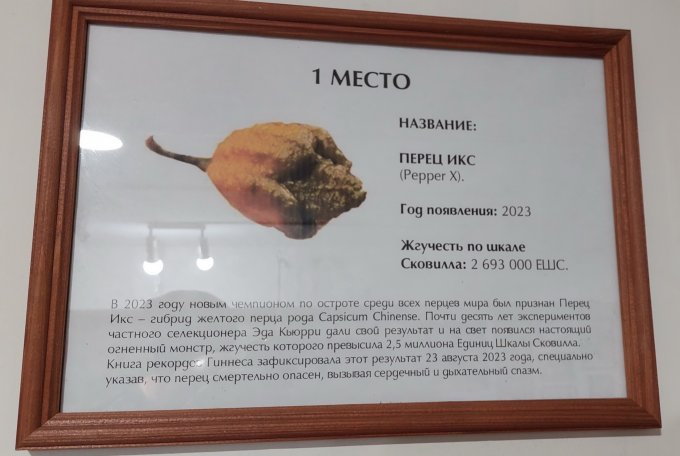 1 МЕСТО
НАЗВАНИЕ:
ПЕРЕЦ ИКС
(Pepper X).
Год появления: 2023
Жгучесть по шкале
Сковилла: 2 693 000 ЕШС.
В 2023 году новым чемпионом по остроте среди всех перцев мира был признан Перец
Икс – гибрид желтого перца рода Capsicum Chinense. Почти десять лет экспериментов
частного селекционера Эда Кьюрри дали свой результат и на свет появился настоящий
огненный монстр, жгучесть которого превысила 2,5 миллиона Единиц Шкалы Сковилла.
Книга рекордов Гиннеса зафиксировала этот результат 23 августа 2023 года, специально
указав, что перец смертельно опасен, вызывая сердечный и дыхательный спазм.